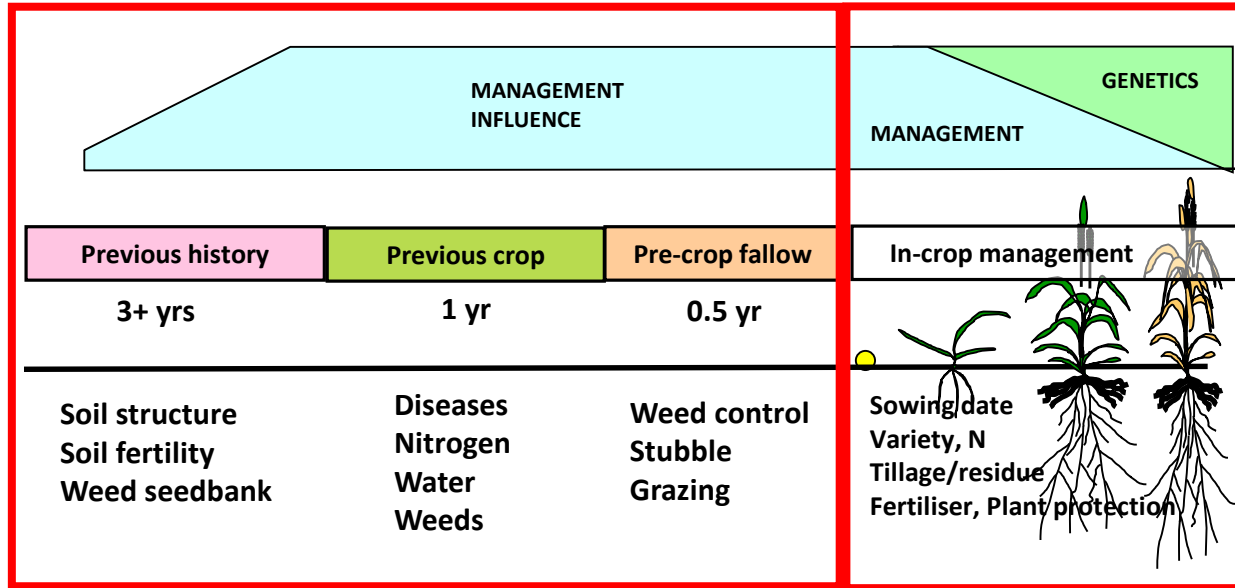 MANAGEMENT
INFLUENCE
GENETICS
MANAGEMENT
Previous history
Previous crop
Pre-crop fallow
In-crop management
3+ yrs
1 yr
0.5 yr
Soil structure
Soil fertility
Weed seedbank
Diseases
Nitrogen
Water
Weeds
Weed control
Stubble
Grazing
Sowing date
Variety, N
Tillage/residue
Fertiliser, Plant protection